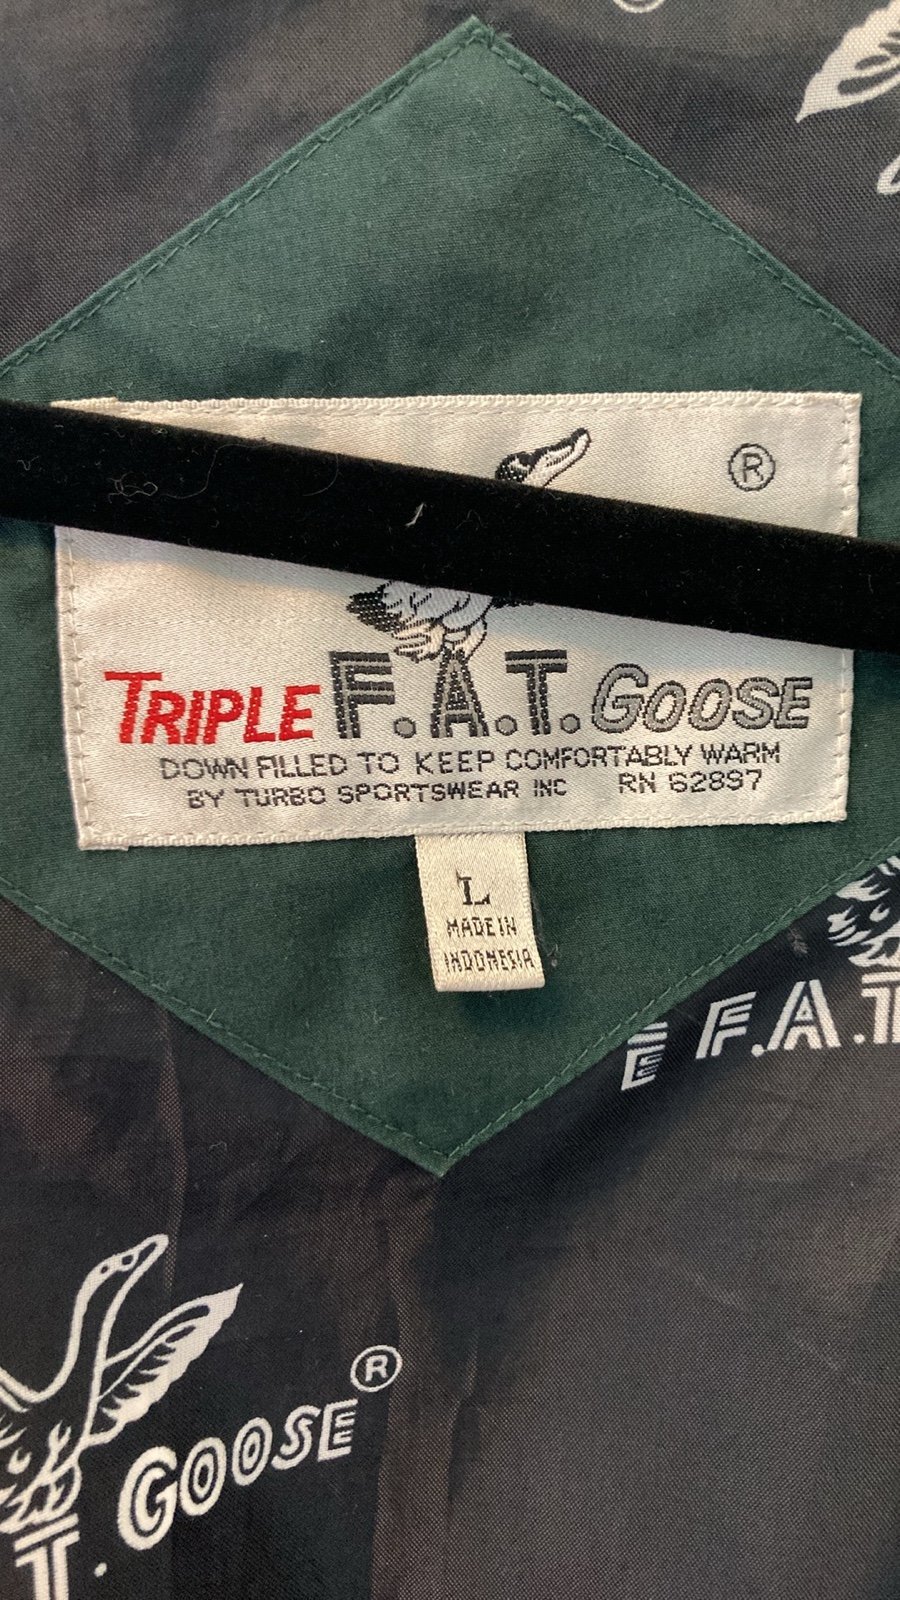 ®
TRIPLE F.A.T. GOOSE
DOWN FILLED TO KEEP COMFORTABLY WARM
BY TURBO SPORTSWEAR INC RN 62897
L
MADE IN
INDONESIA
E F.A.T
®
T. GOOSE